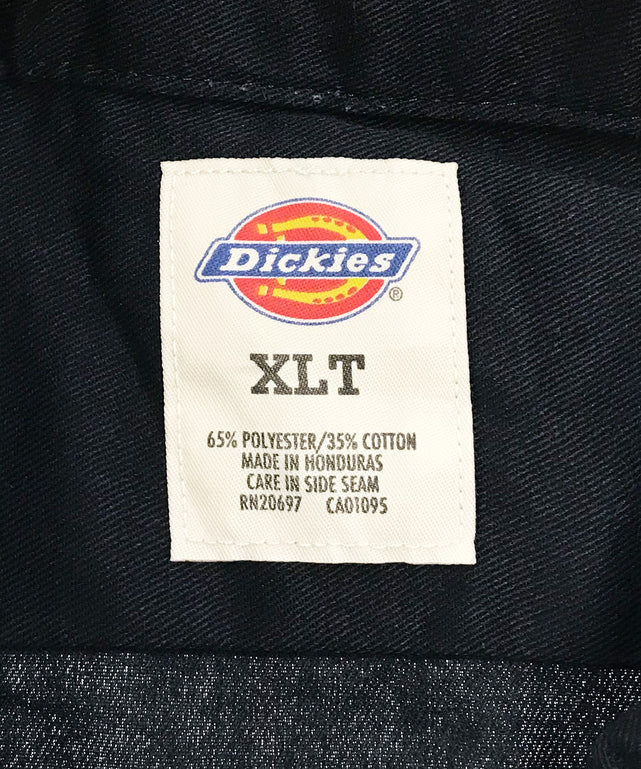 Dickies
®
XLT
65% POLYESTER/35% COTTON
MADE IN HONDURAS
CARE IN SIDE SEAM
RN20697 CA01095